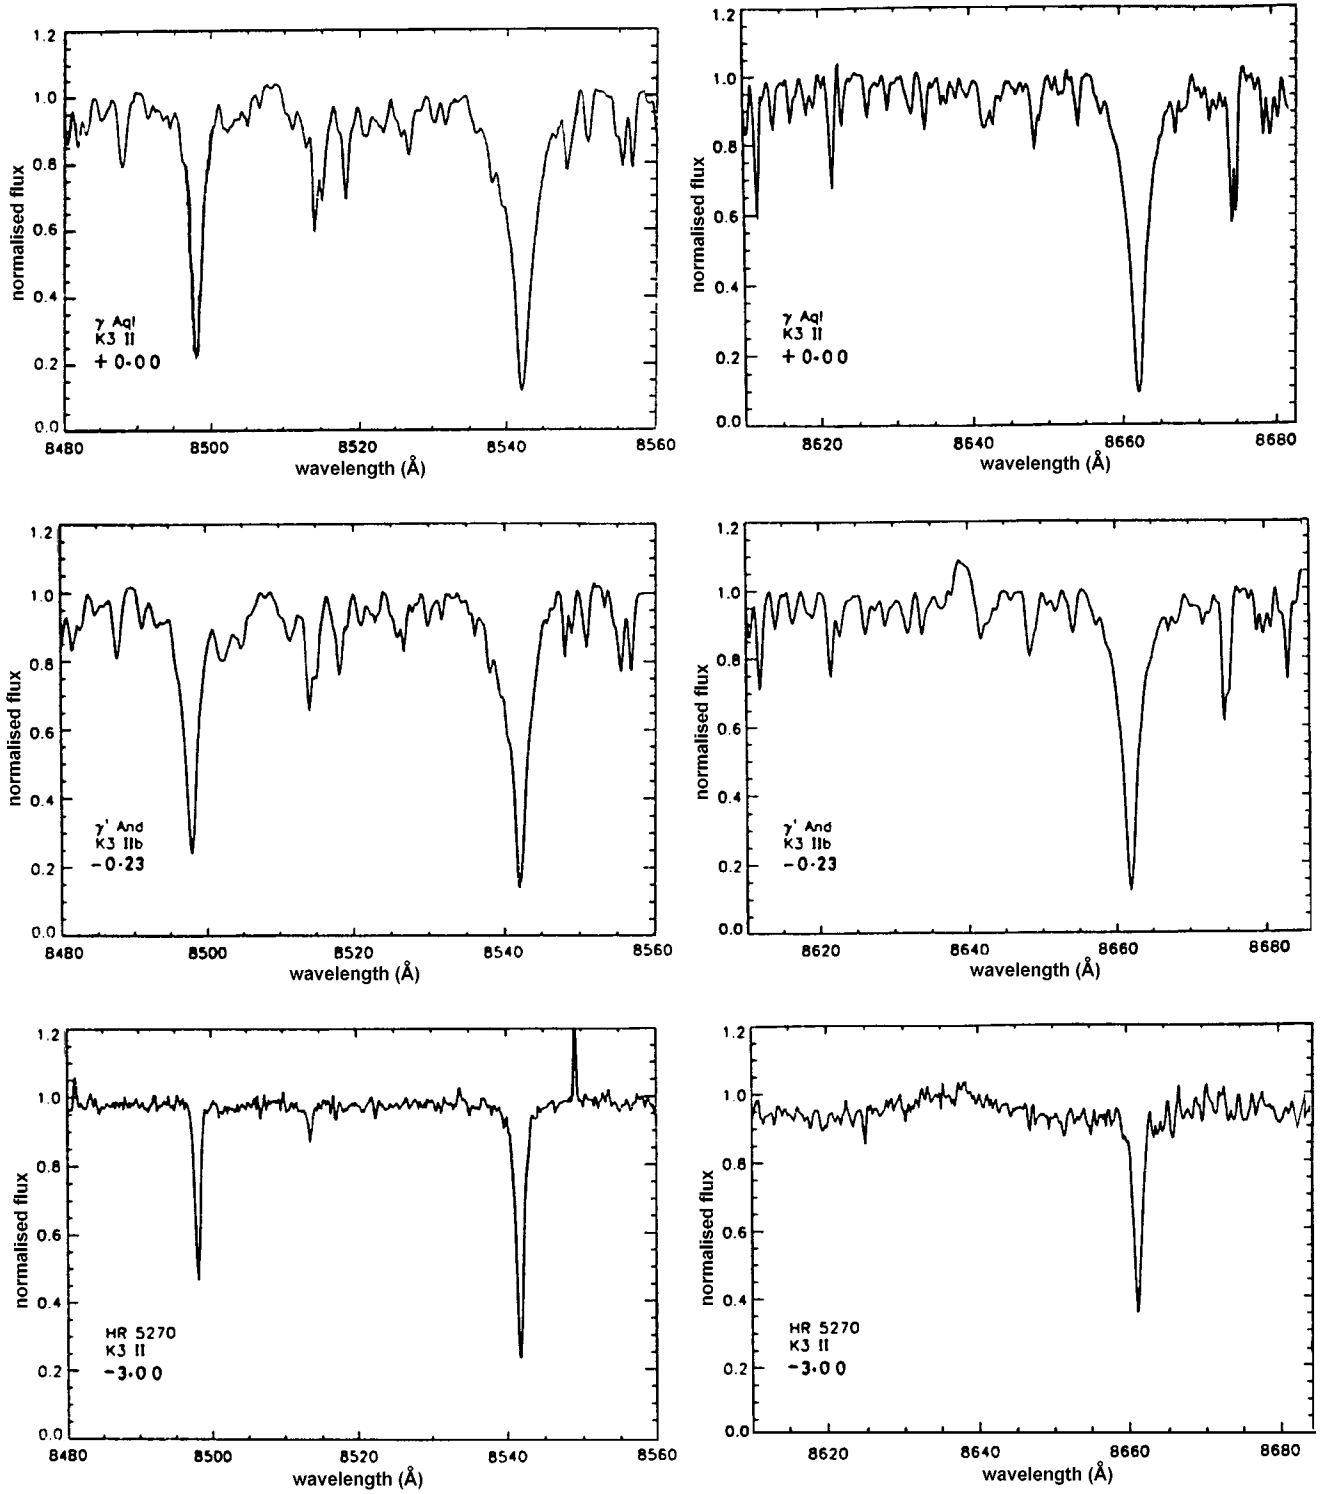 1.2
1.0
0.8
0.6
0.4
0.2
0.0
normalised flux
γ Aql
K3 II
+0.00
8480 8500 8520 8540 8560
wavelength (Å)
1.2
1.0
0.8
0.6
0.4
0.2
0.0
normalised flux
γ Aql
K3 II
+0.00
8620 8640 8660 8680
wavelength (Å)
1.2
1.0
0.8
0.6
0.4
0.2
0.0
normalised flux
γ' And
K3 IIb
-0.23
8480 8500 8520 8540 8560
wavelength (Å)
1.2
1.0
0.8
0.6
0.4
0.2
0.0
normalised flux
γ' And
K3 IIb
-0.23
8620 8640 8660 8680
wavelength (Å)
1.2
1.0
0.8
0.6
0.4
0.2
0.0
normalised flux
HR 5270
K3 II
-3.00
8480 8500 8520 8540 8560
wavelength (Å)
1.2
1.0
0.8
0.6
0.4
0.2
0.0
normalised flux
HR 5270
K3 II
-3.00
8620 8640 8660 8680
wavelength (Å)